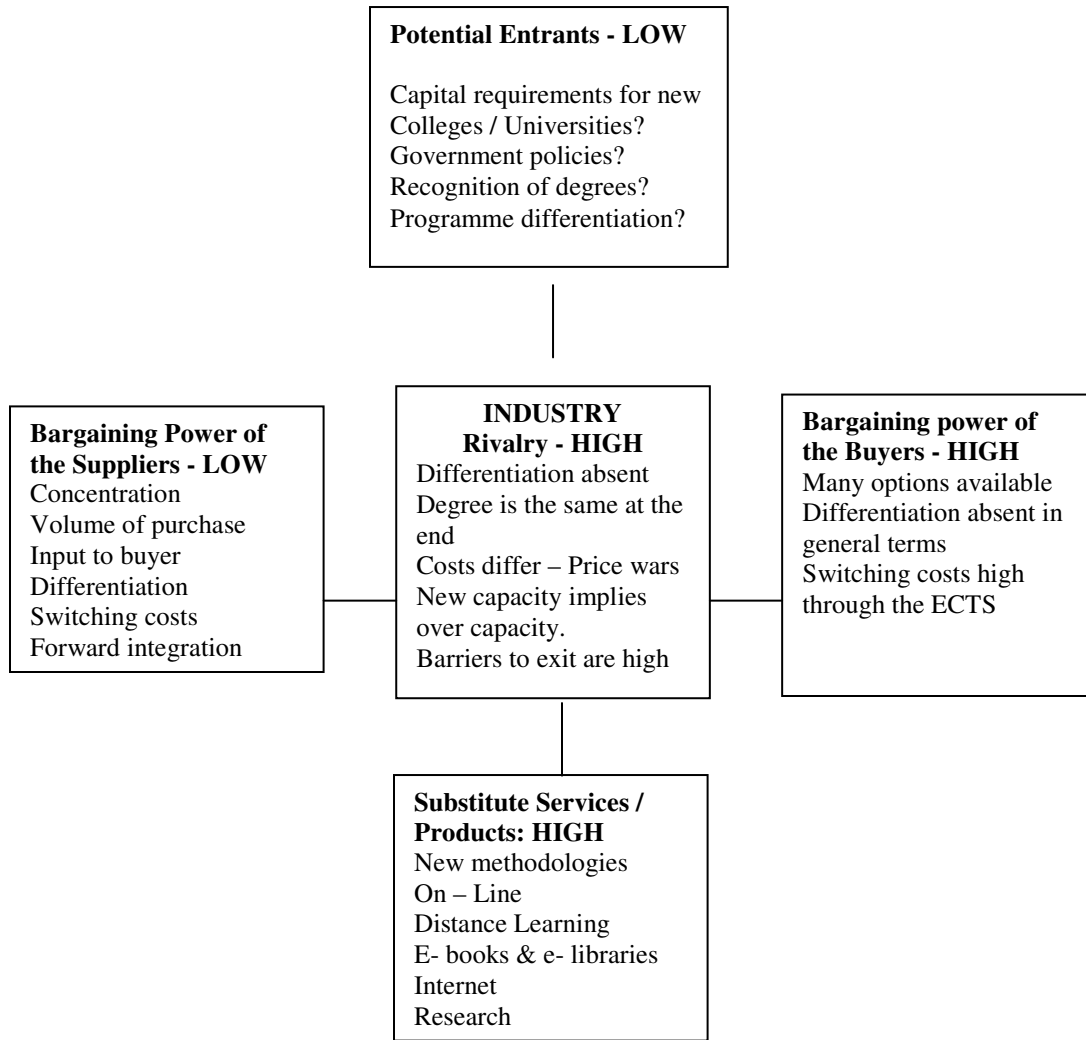 Potential Entrants - LOW
Capital requirements for new
Colleges / Universities?
Government policies?
Recognition of degrees?
Programme differentiation?
Bargaining Power of
the Suppliers - LOW
Concentration
Volume of purchase
Input to buyer
Differentiation
Switching costs
Forward integration
INDUSTRY
Rivalry - HIGH
Differentiation absent
Degree is the same at the
end
Costs differ – Price wars
New capacity implies
over capacity.
Barriers to exit are high
Bargaining power of
the Buyers - HIGH
Many options available
Differentiation absent in
general terms
Switching costs high
through the ECTS
Substitute Services /
Products: HIGH
New methodologies
On – Line
Distance Learning
E- books & e- libraries
Internet
Research